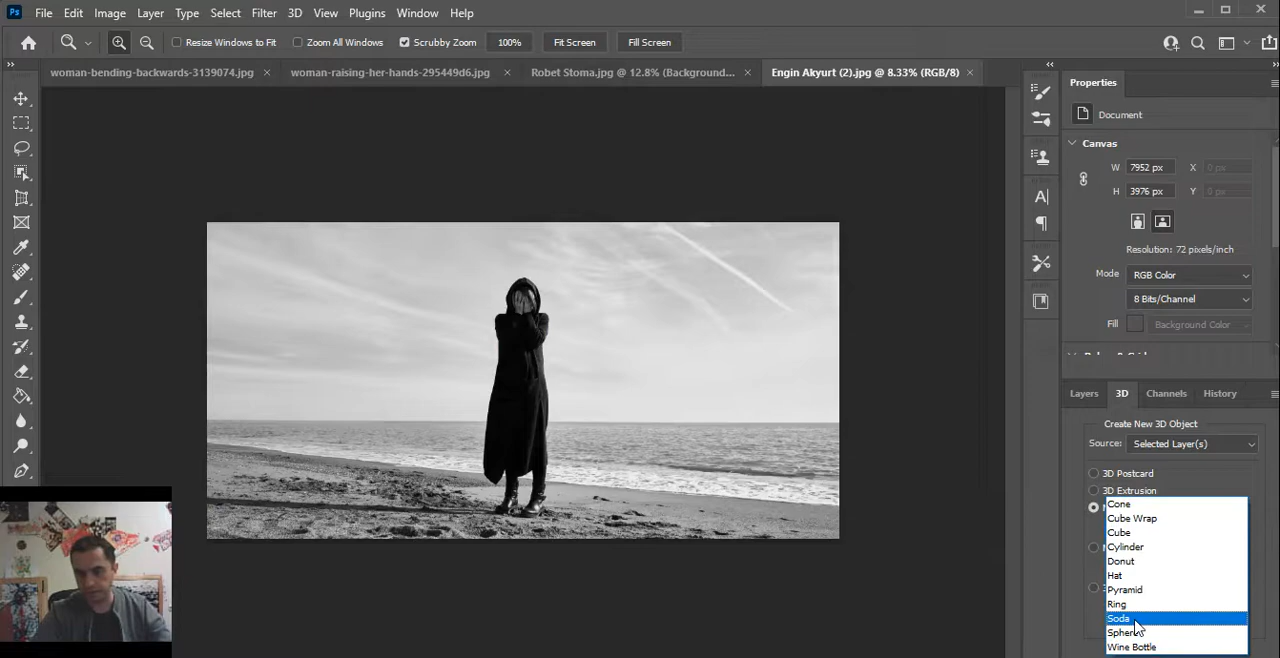 Ps File Edit Image Layer Type Select Filter 3D View Plugins Window Help
Resize Windows to Fit Zoom All Windows Scrubby Zoom 100% Fit Screen Fill Screen
woman-bending-backwards-3139074.jpg × woman-raising-her-hands-295449d6.jpg × Robet Stoma.jpg @ 12.8% (Background... × Engin Akyurt (2).jpg @ 8.33% (RGB/8) ×
Properties
Document
Canvas
W 7952 px X 0 px
H 3976 px Y 0 px
Resolution: 72 pixels/inch
Mode RGB Color
8 Bits/Channel
Fill Background Color
Layers 3D Channels History
Create New 3D Object
Source: Selected Layer(s)
3D Postcard
3D Extrusion
Cone
Cube Wrap
Cube
Cylinder
Donut
Hat
Pyramid
Ring
Soda
Sphere
Wine Bottle